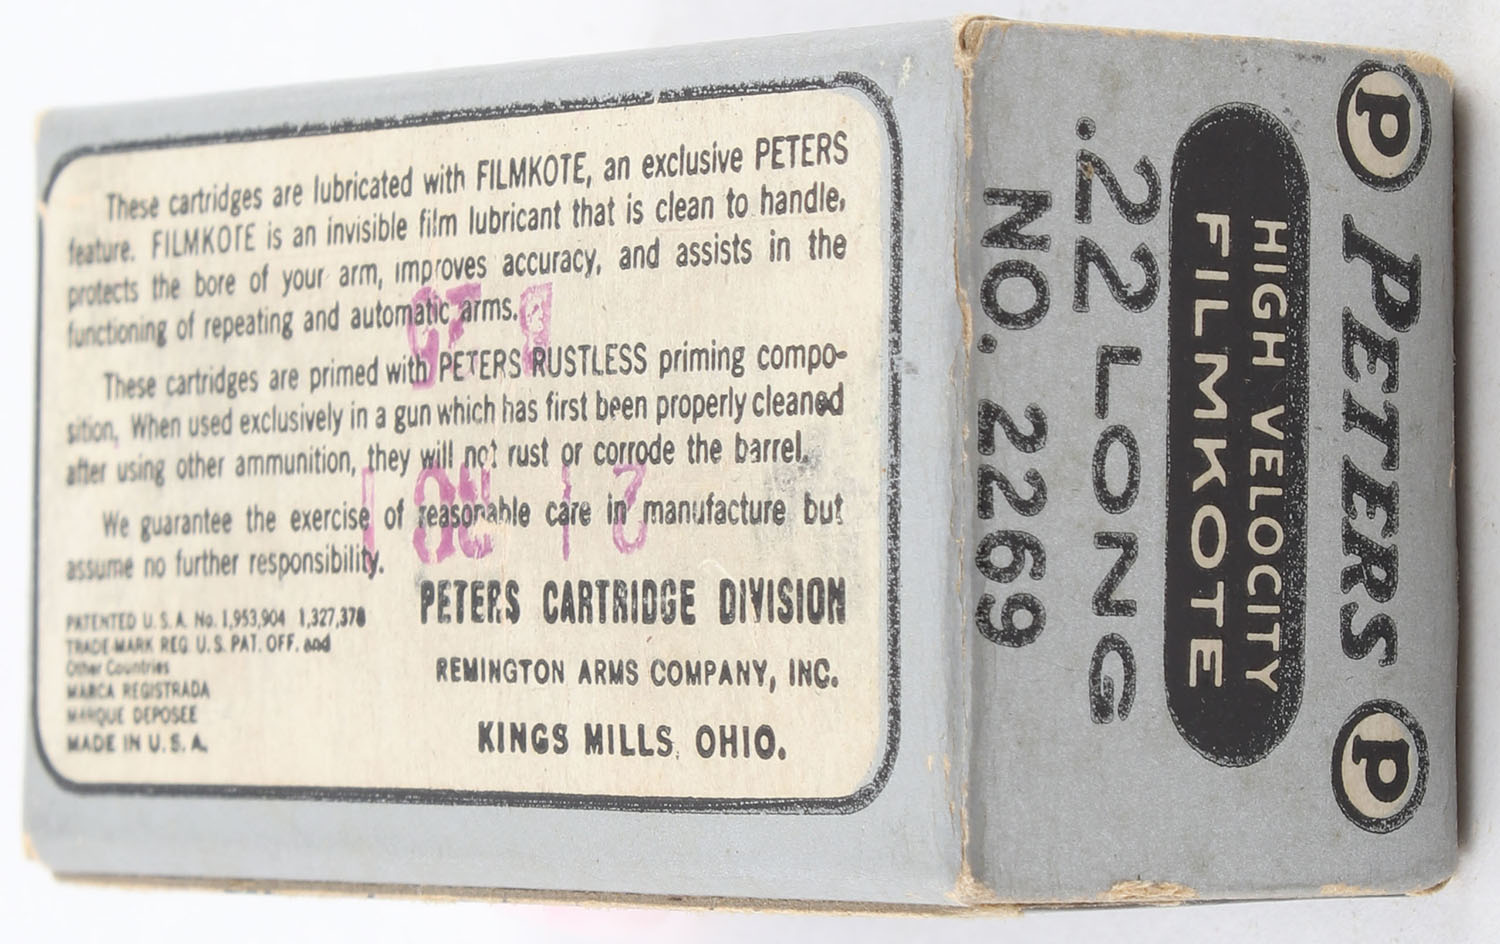 These cartridges are lubricated with FILMKOTE, an exclusive PETERS
feature. FILMKOTE is an invisible film lubricant that is clean to handle,
protects the bore of your arm, improves accuracy, and assists in the
functioning of repeating and automatic arms.
These cartridges are primed with PETERS RUSTLESS priming compo-
sition. When used exclusively in a gun which has first been properly cleaned
after using other ammunition, they will not rust or corrode the barrel.
We guarantee the exercise of reasonable care in manufacture but
assume no further responsibility.
PETERS CARTRIDGE DIVISION
REMINGTON ARMS COMPANY, INC.
KINGS MILLS, OHIO.
PATENTED U.S.A. No. 1,953,904 1,327,378
TRADE MARK REG. U.S. PAT. OFF. and
Other Countries
MARCA REGISTRADA
MARQUE DEPOSEE
MADE IN U.S.A.
P PETERS P
HIGH VELOCITY
FILMKOTE
.22 LONG
NO. 2269